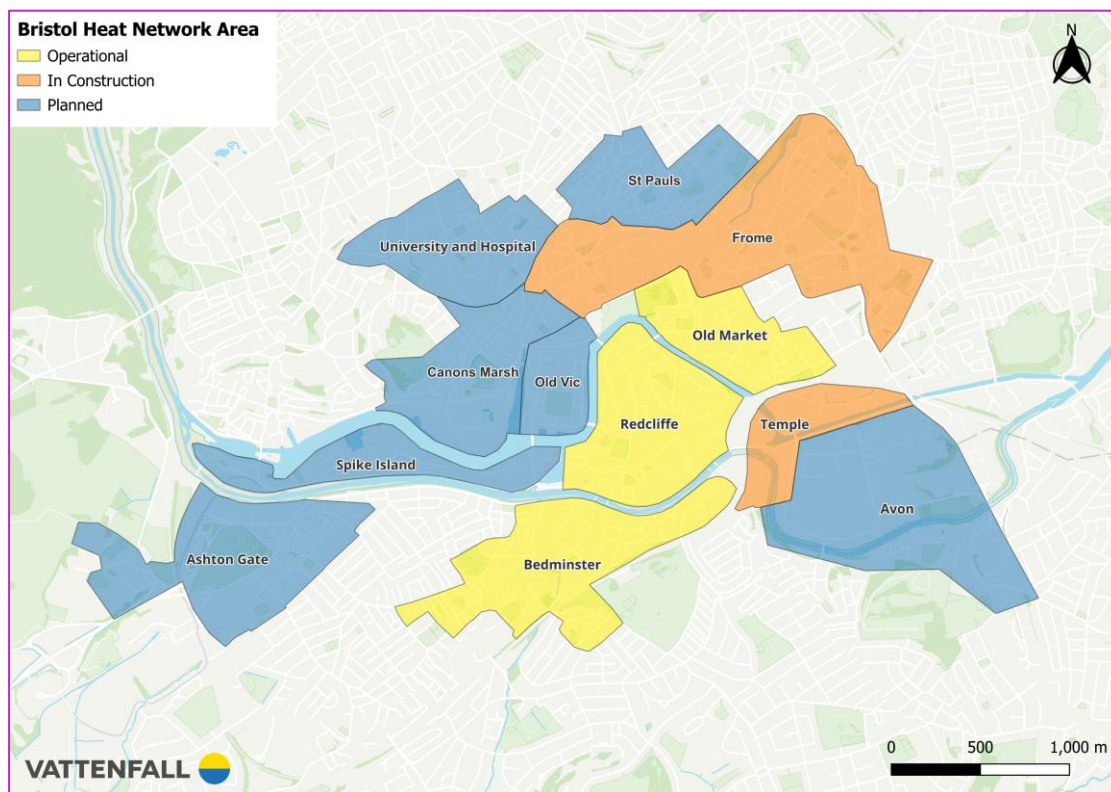 Bristol Heat Network Area
Operational
In Construction
Planned
N
St Pauls
Frome
University and Hospital
Old Market
Canons Marsh
Old Vic
Redcliffe
Temple
Spike Island
Avon
Ashton Gate
Bedminster
VATTENFALL
0 500 1,000 m